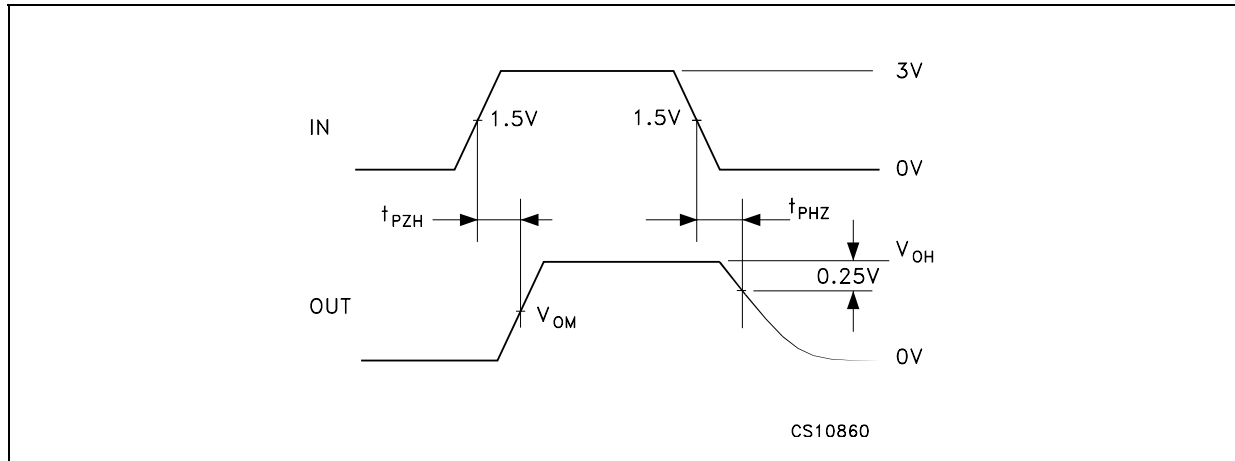 3V
IN
1.5V
1.5V
0V
tPZH
tPHZ
VOH
0.25V
OUT
VOM
0V
CS10860